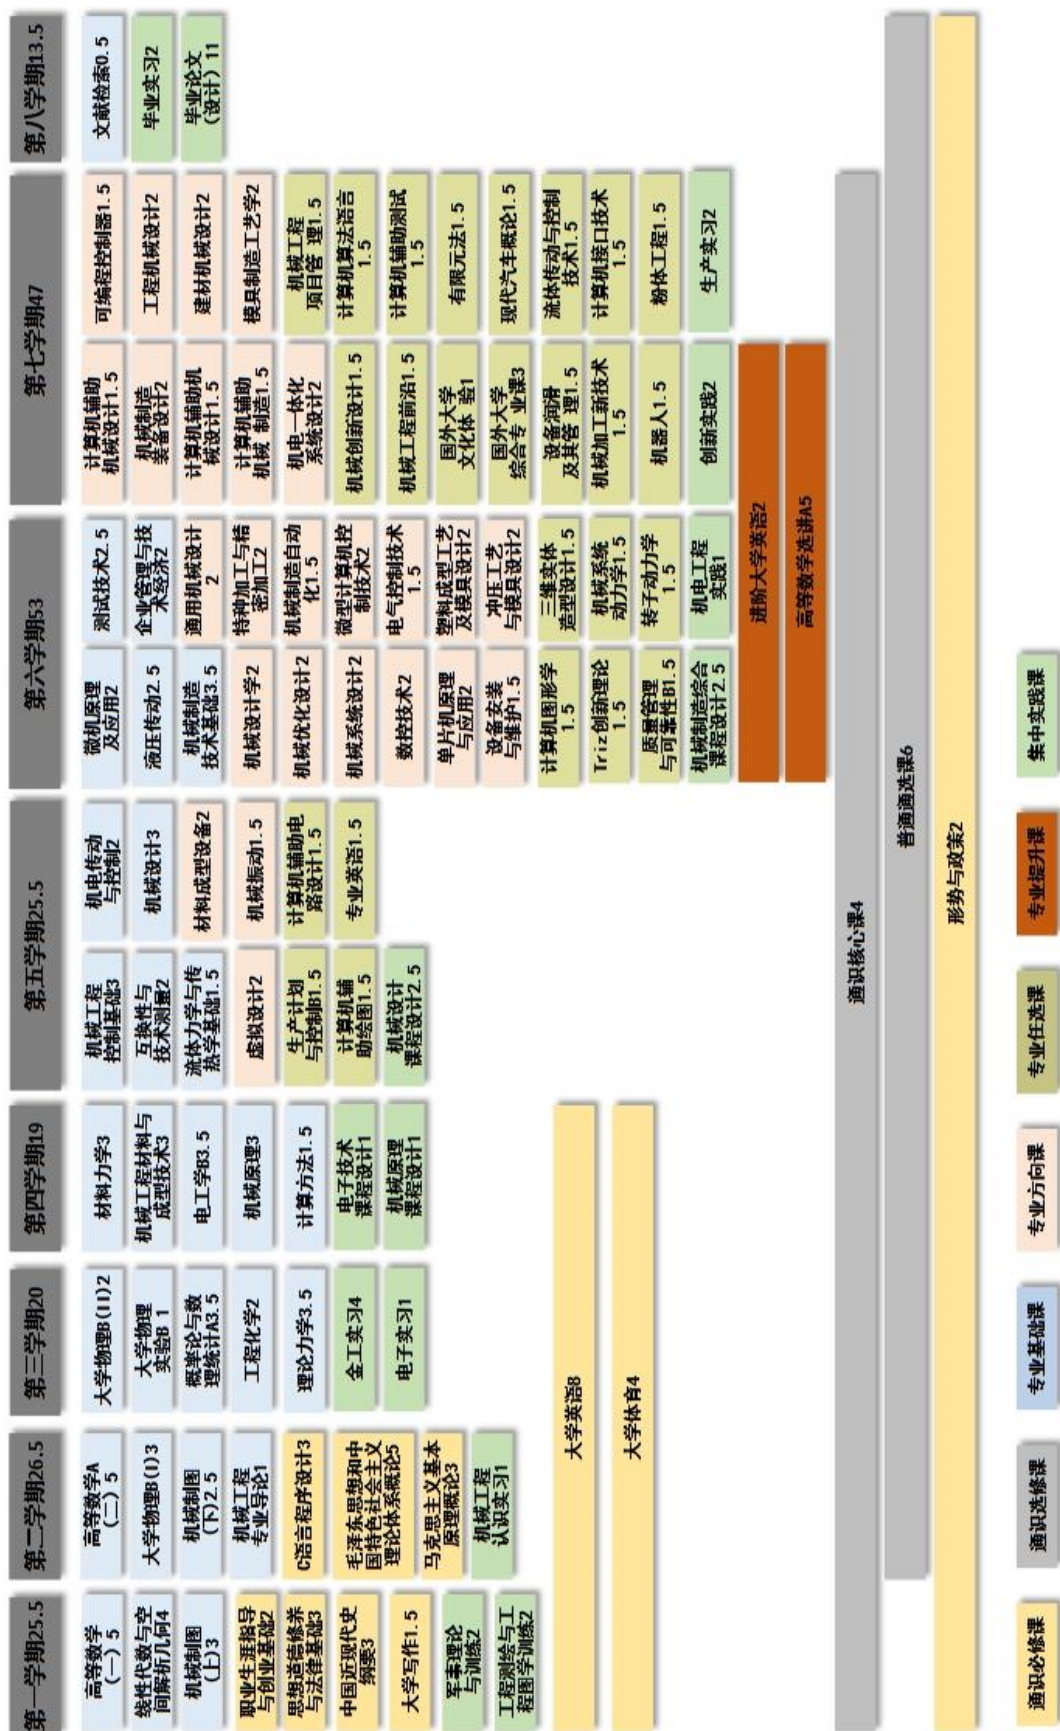 第一学期25.5
高等数学
(一) 5
线性代数与空
间解析几何4
机械制图
(上)3
职业生涯指导
与创业基础2
思想道德修养
与法律基础3
中国近现代史
纲要3
大学写作1.5
军事理论
与训练2
工程测绘与工
程图学训练2
第二学期26.5
高等数学A
(二) 5
大学物理B(I)3
机械制图
(下)2.5
机械工程
专业导论1
C语言程序设计3
毛泽东思想和中
国特色社会主义
理论体系概论5
马克思主义基本
原理概论3
机械工程
认识实习1
第三学期20
大学物理B(II)2
大学物理
实验B 1
概率论与数
理统计A3.5
工程化学2
理论力学3.5
金工实习4
电子实习1
第四学期19
材料力学3
机械工程材料与
成型技术3
电工学B3.5
机械原理3
计算方法1.5
电子技术
课程设计1
机械原理
课程设计1
大学英语8
大学体育4
第五学期25.5
机械工程
控制基础3
互换性与
技术测量2
流体力学与传
热学基础1.5
虚拟设计2
生产计划
与控制B1.5
计算机辅
助绘图1.5
机械设计
课程设计2.5
机电传动
与控制2
机械设计3
材料成型设备2
机械振动1.5
计算机辅助电
路设计1.5
专业英语1.5
第六学期53
微机原理
及应用2
液压传动2.5
机械制造
技术基础3.5
机械设计学2
机械优化设计2
机械系统设计2
数控技术2
单片机原理
与应用2
设备安装
与维护1.5
计算机图形学
1.5
Triz创新理论
1.5
质量管理
与可靠性B1.5
机械制造综合
课程设计2.5
测试技术2.5
企业管理与技
术经济2
通用机械设计
2
特种加工与精
密加工2
机械制造自动
化1.5
微型计算机控
制技术2
电气控制技术
1.5
塑料成型工艺
及模具设计2
冲压工艺
与模具设计2
三维实体
造型设计1.5
机械系统
动力学1.5
转子动力学
1.5
机电工程
实践1
第七学期47
计算机辅助
机械设计1.5
机械制造
装备设计2
计算机辅助机
械设计1.5
计算机辅助
机械 制造1.5
机电一体化
系统设计2
机械创新设计1.5
机械工程前沿1.5
国外大学
文化体 验1
国外大学
综合专 业课3
设备润滑
及其管 理1.5
机械加工新技术
1.5
机器人1.5
创新实践2
可编程控制器1.5
工程机械设计2
建材机械设计2
模具制造工艺学2
机械工程
项目管 理1.5
计算机算法语言
1.5
计算机辅助测试
1.5
有限元法1.5
现代汽车概论1.5
流体传动与控制
技术1.5
计算机接口技术
1.5
粉体工程1.5
生产实习2
进阶大学英语2
高等数学选讲A5
第八学期13.5
文献检索0.5
毕业实习2
毕业论文
(设计) 11
通识核心课4
普通通选课6
形势与政策2
通识必修课
通识选修课
专业基础课
专业方向课
专业任选课
专业提升课
集中实践课